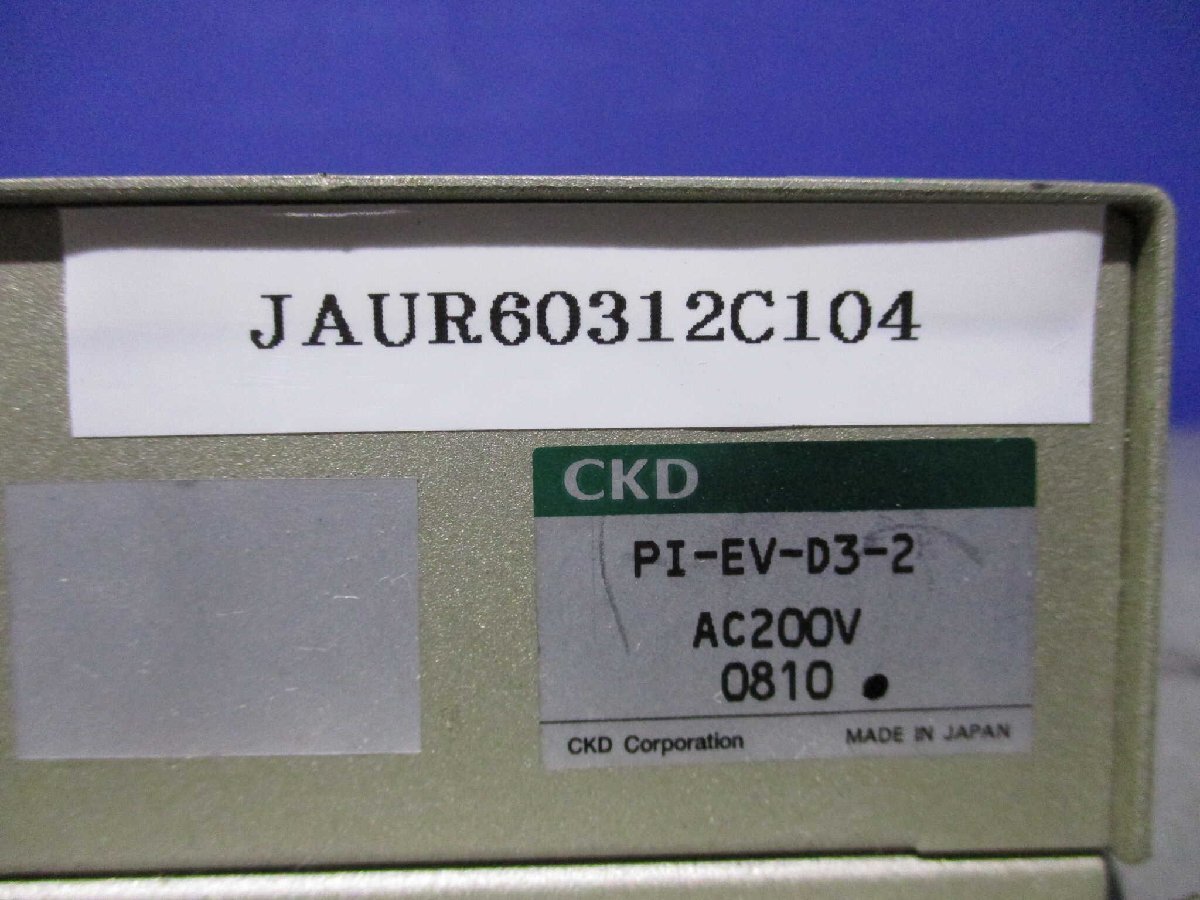 JAUR60312C104
CKD
PI-EV-D3-2
AC200V
0810
CKD Corporation MADE IN JAPAN